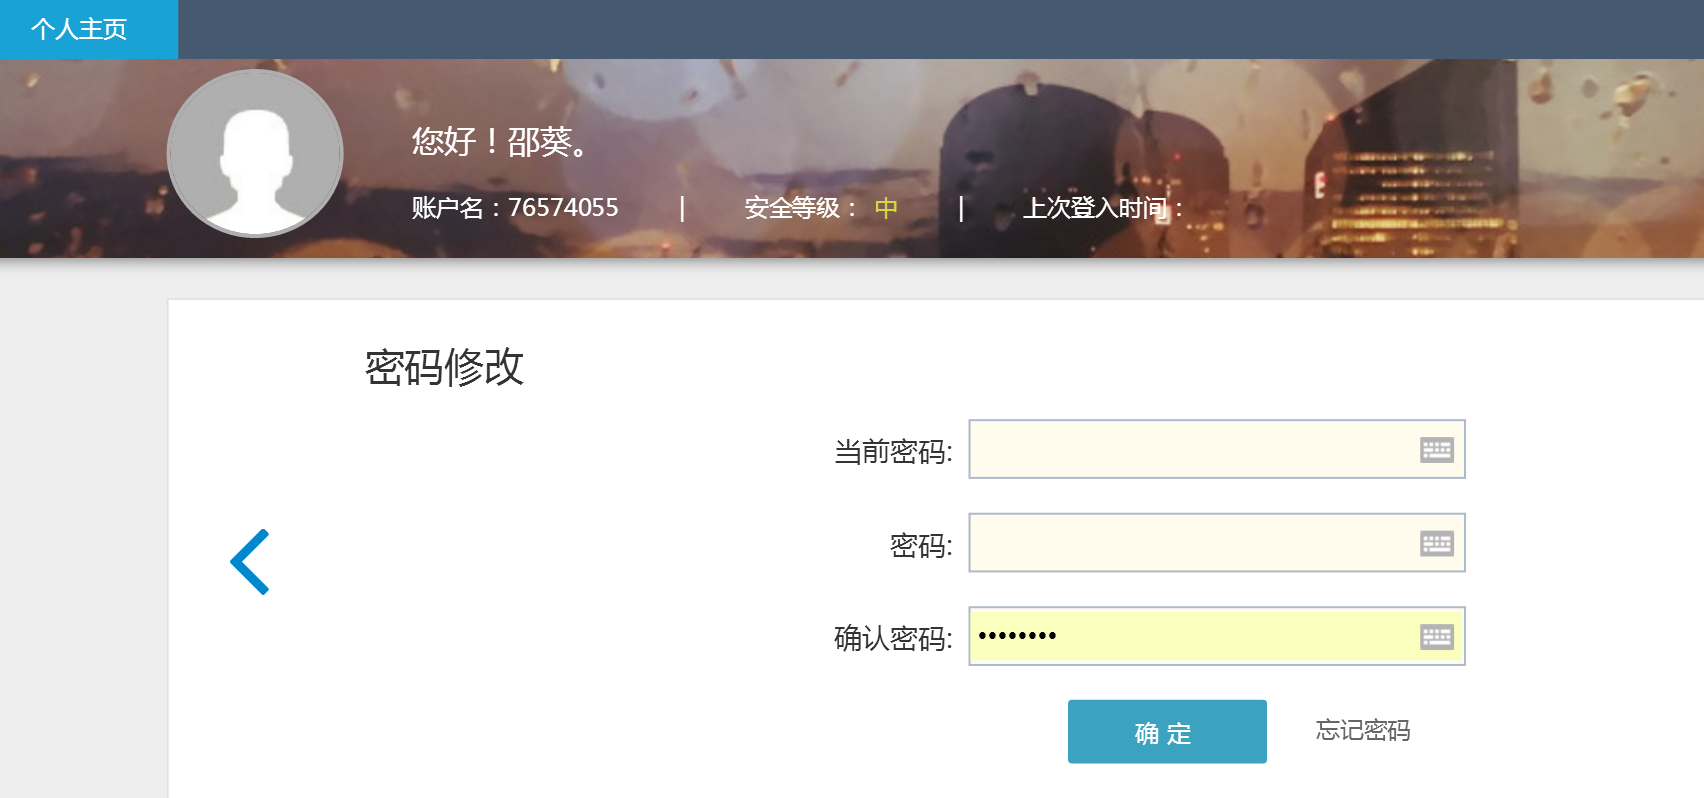 个人主页
您好！邵葵。
账户名：76574055 | 安全等级： 中 | 上次登入时间：
密码修改
当前密码:
密码:
确认密码: ••••••••
确 定 忘记密码